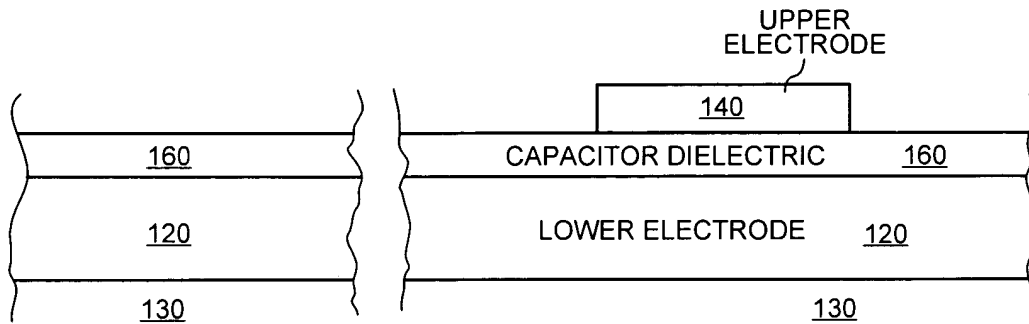 UPPER
ELECTRODE
140
160
CAPACITOR DIELECTRIC 160
120
LOWER ELECTRODE 120
130
130